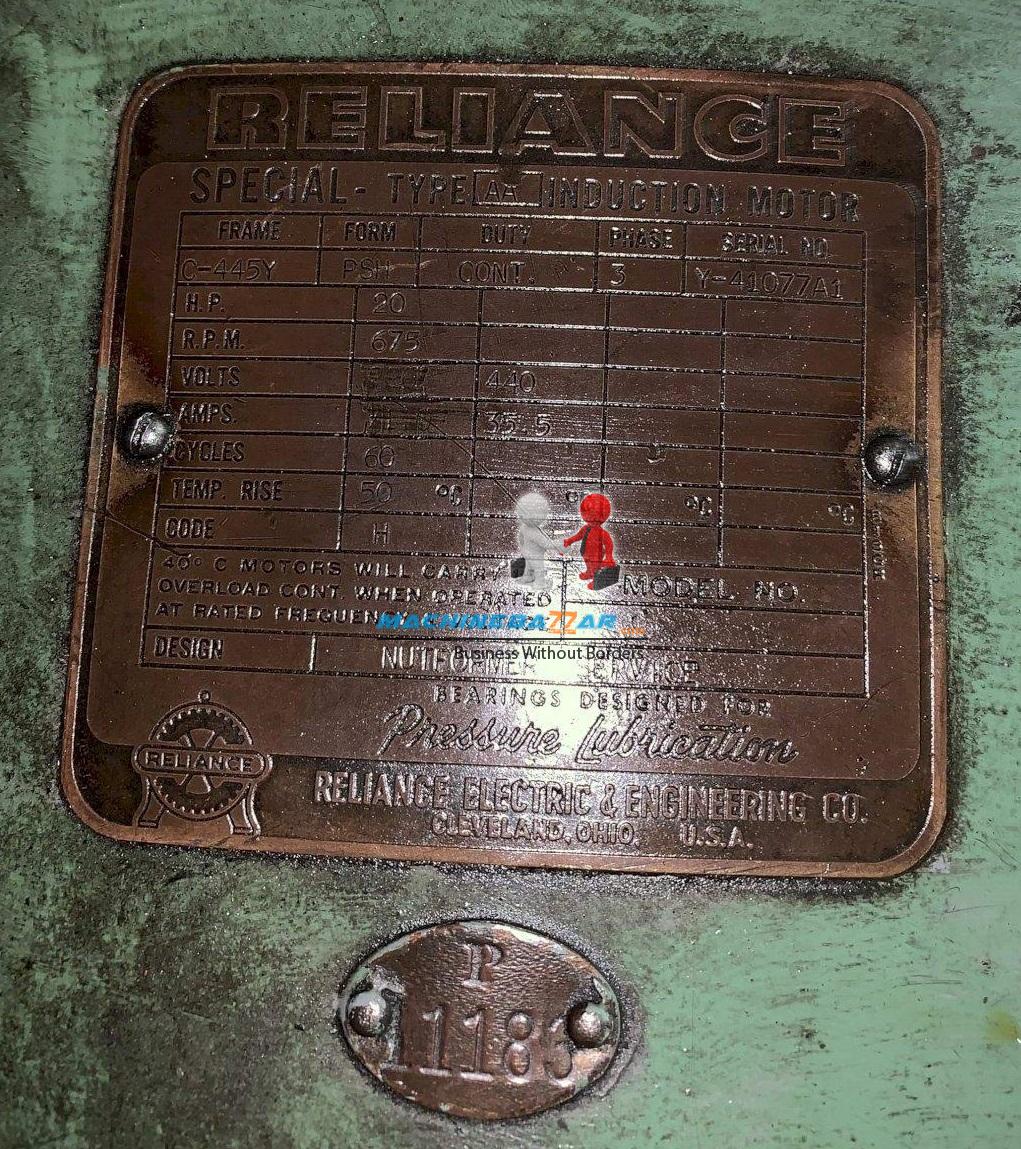 RELIANCE
SPECIAL- TYPE AA INDUCTION MOTOR
FRAME FORM DUTY PHASE SERIAL NO.
C-445Y PSH CONT. 3 Y-41077A1
H.P. 20
R.P.M. 675
VOLTS 440
AMPS. 35.5
CYCLES 60
TEMP. RISE 50 °C °C °C °C
CODE H
40° C MOTORS WILL CARRY
OVERLOAD CONT. WHEN OPERATED
AT RATED
MODEL NO.
MACHINEBAZZAR
Business Without Borders
DESIGN NUTFORMER SERVICE
BEARINGS DESIGNED FOR
Pressure Lubrication
RELIANCE
RELIANCE ELECTRIC & ENGINEERING CO.
CLEVELAND, OHIO. U.S.A.
P